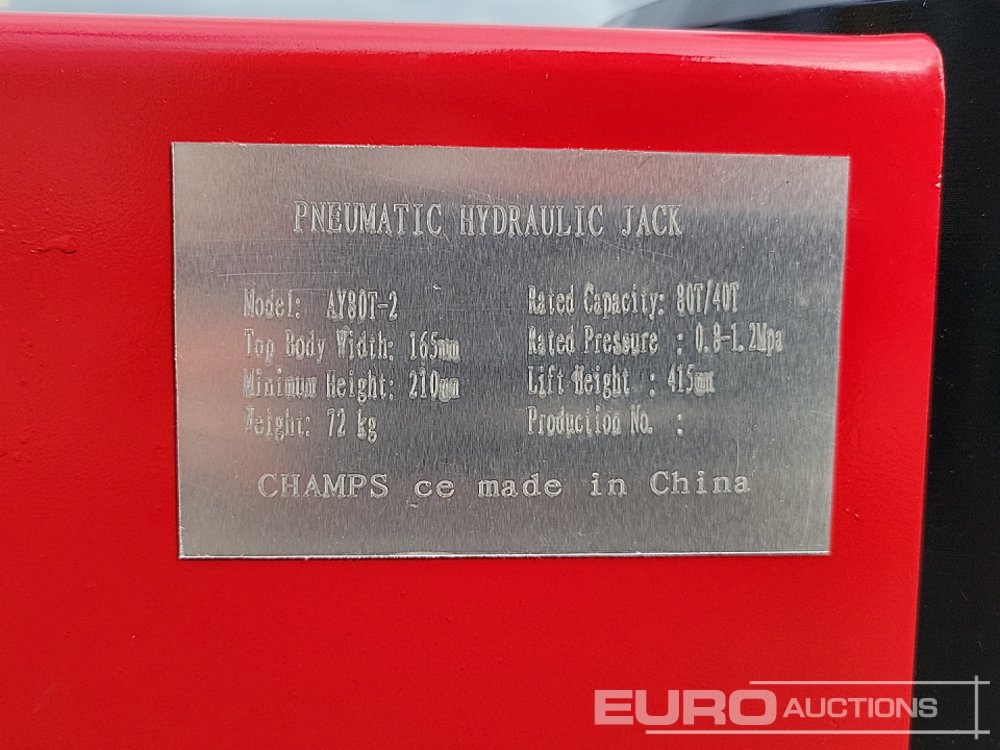 PNEUMATIC HYDRAULIC JACK
Model: AY80T-2 Rated Capacity: 80T/40T
Top Body Width: 165mm Rated Pressure : 0.8-1.2Mpa
Minimum Height: 210mm Lift Height : 415mm
Weight: 72 kg Production No. :
CHAMPS ce made in China
EURO AUCTIONS